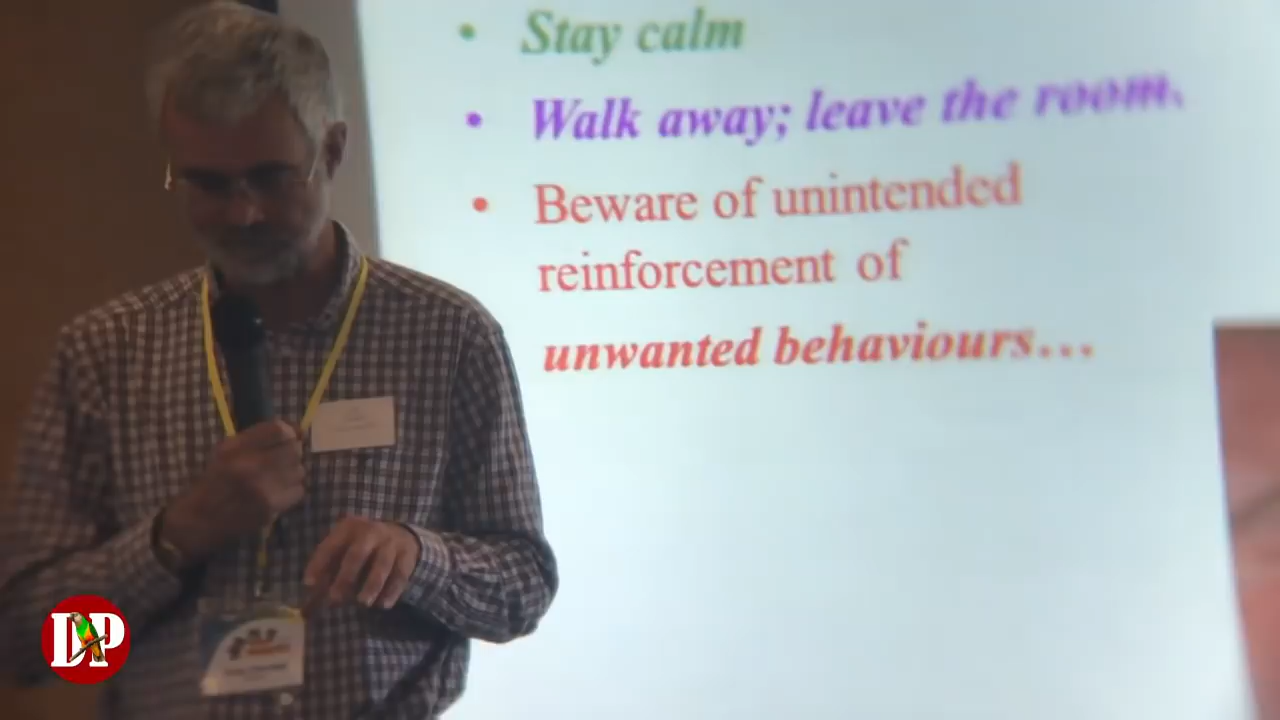 • Stay calm
• Walk away; leave the room.
• Beware of unintended
reinforcement of
unwanted behaviours...
DP